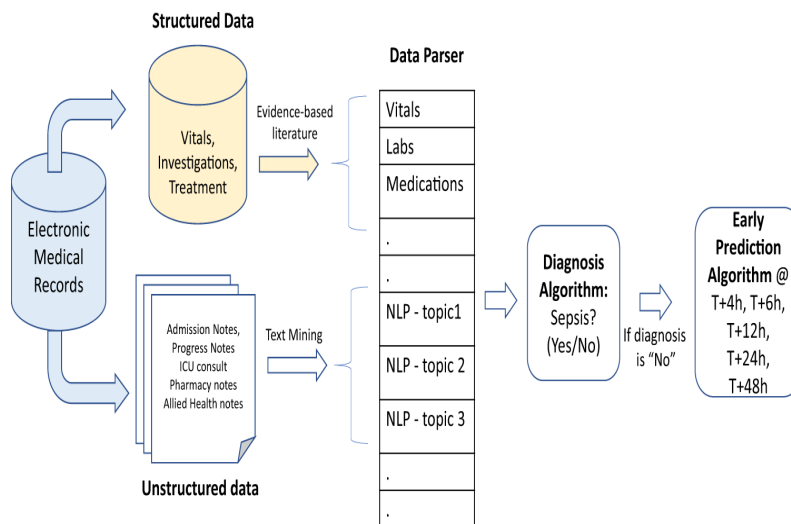 Structured Data
Vitals,
Investigations,
Treatment
Evidence-based
literature
Electronic
Medical
Records
Admission Notes,
Progress Notes
ICU consult
Pharmacy notes
Allied Health notes
Text Mining
Unstructured data
Data Parser
Vitals
Labs
Medications
.
.
NLP - topic1
NLP - topic 2
NLP - topic 3
.
.
Diagnosis
Algorithm:
Sepsis?
(Yes/No)
If diagnosis
is “No”
Early
Prediction
Algorithm @
T+4h, T+6h,
T+12h,
T+24h,
T+48h